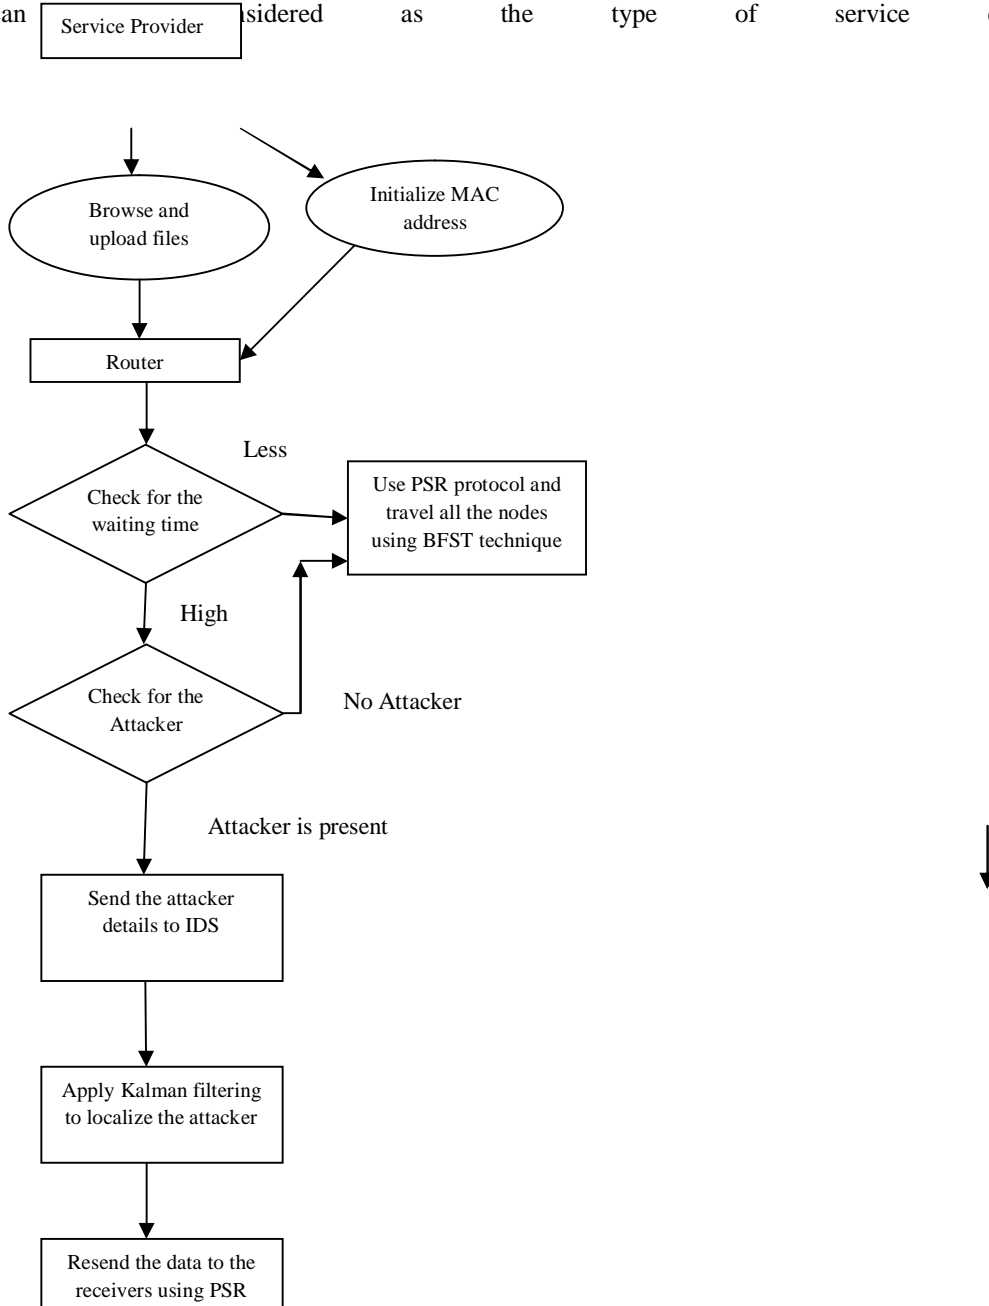 as the type of service
Service Provider
Initialize MAC
address
Browse and
upload files
Router
Less
Check for the
waiting time
Use PSR protocol and
travel all the nodes
using BFST technique
High
Check for the
Attacker
No Attacker
Attacker is present
Send the attacker
details to IDS
Apply Kalman filtering
to localize the attacker
Resend the data to the
receivers using PSR